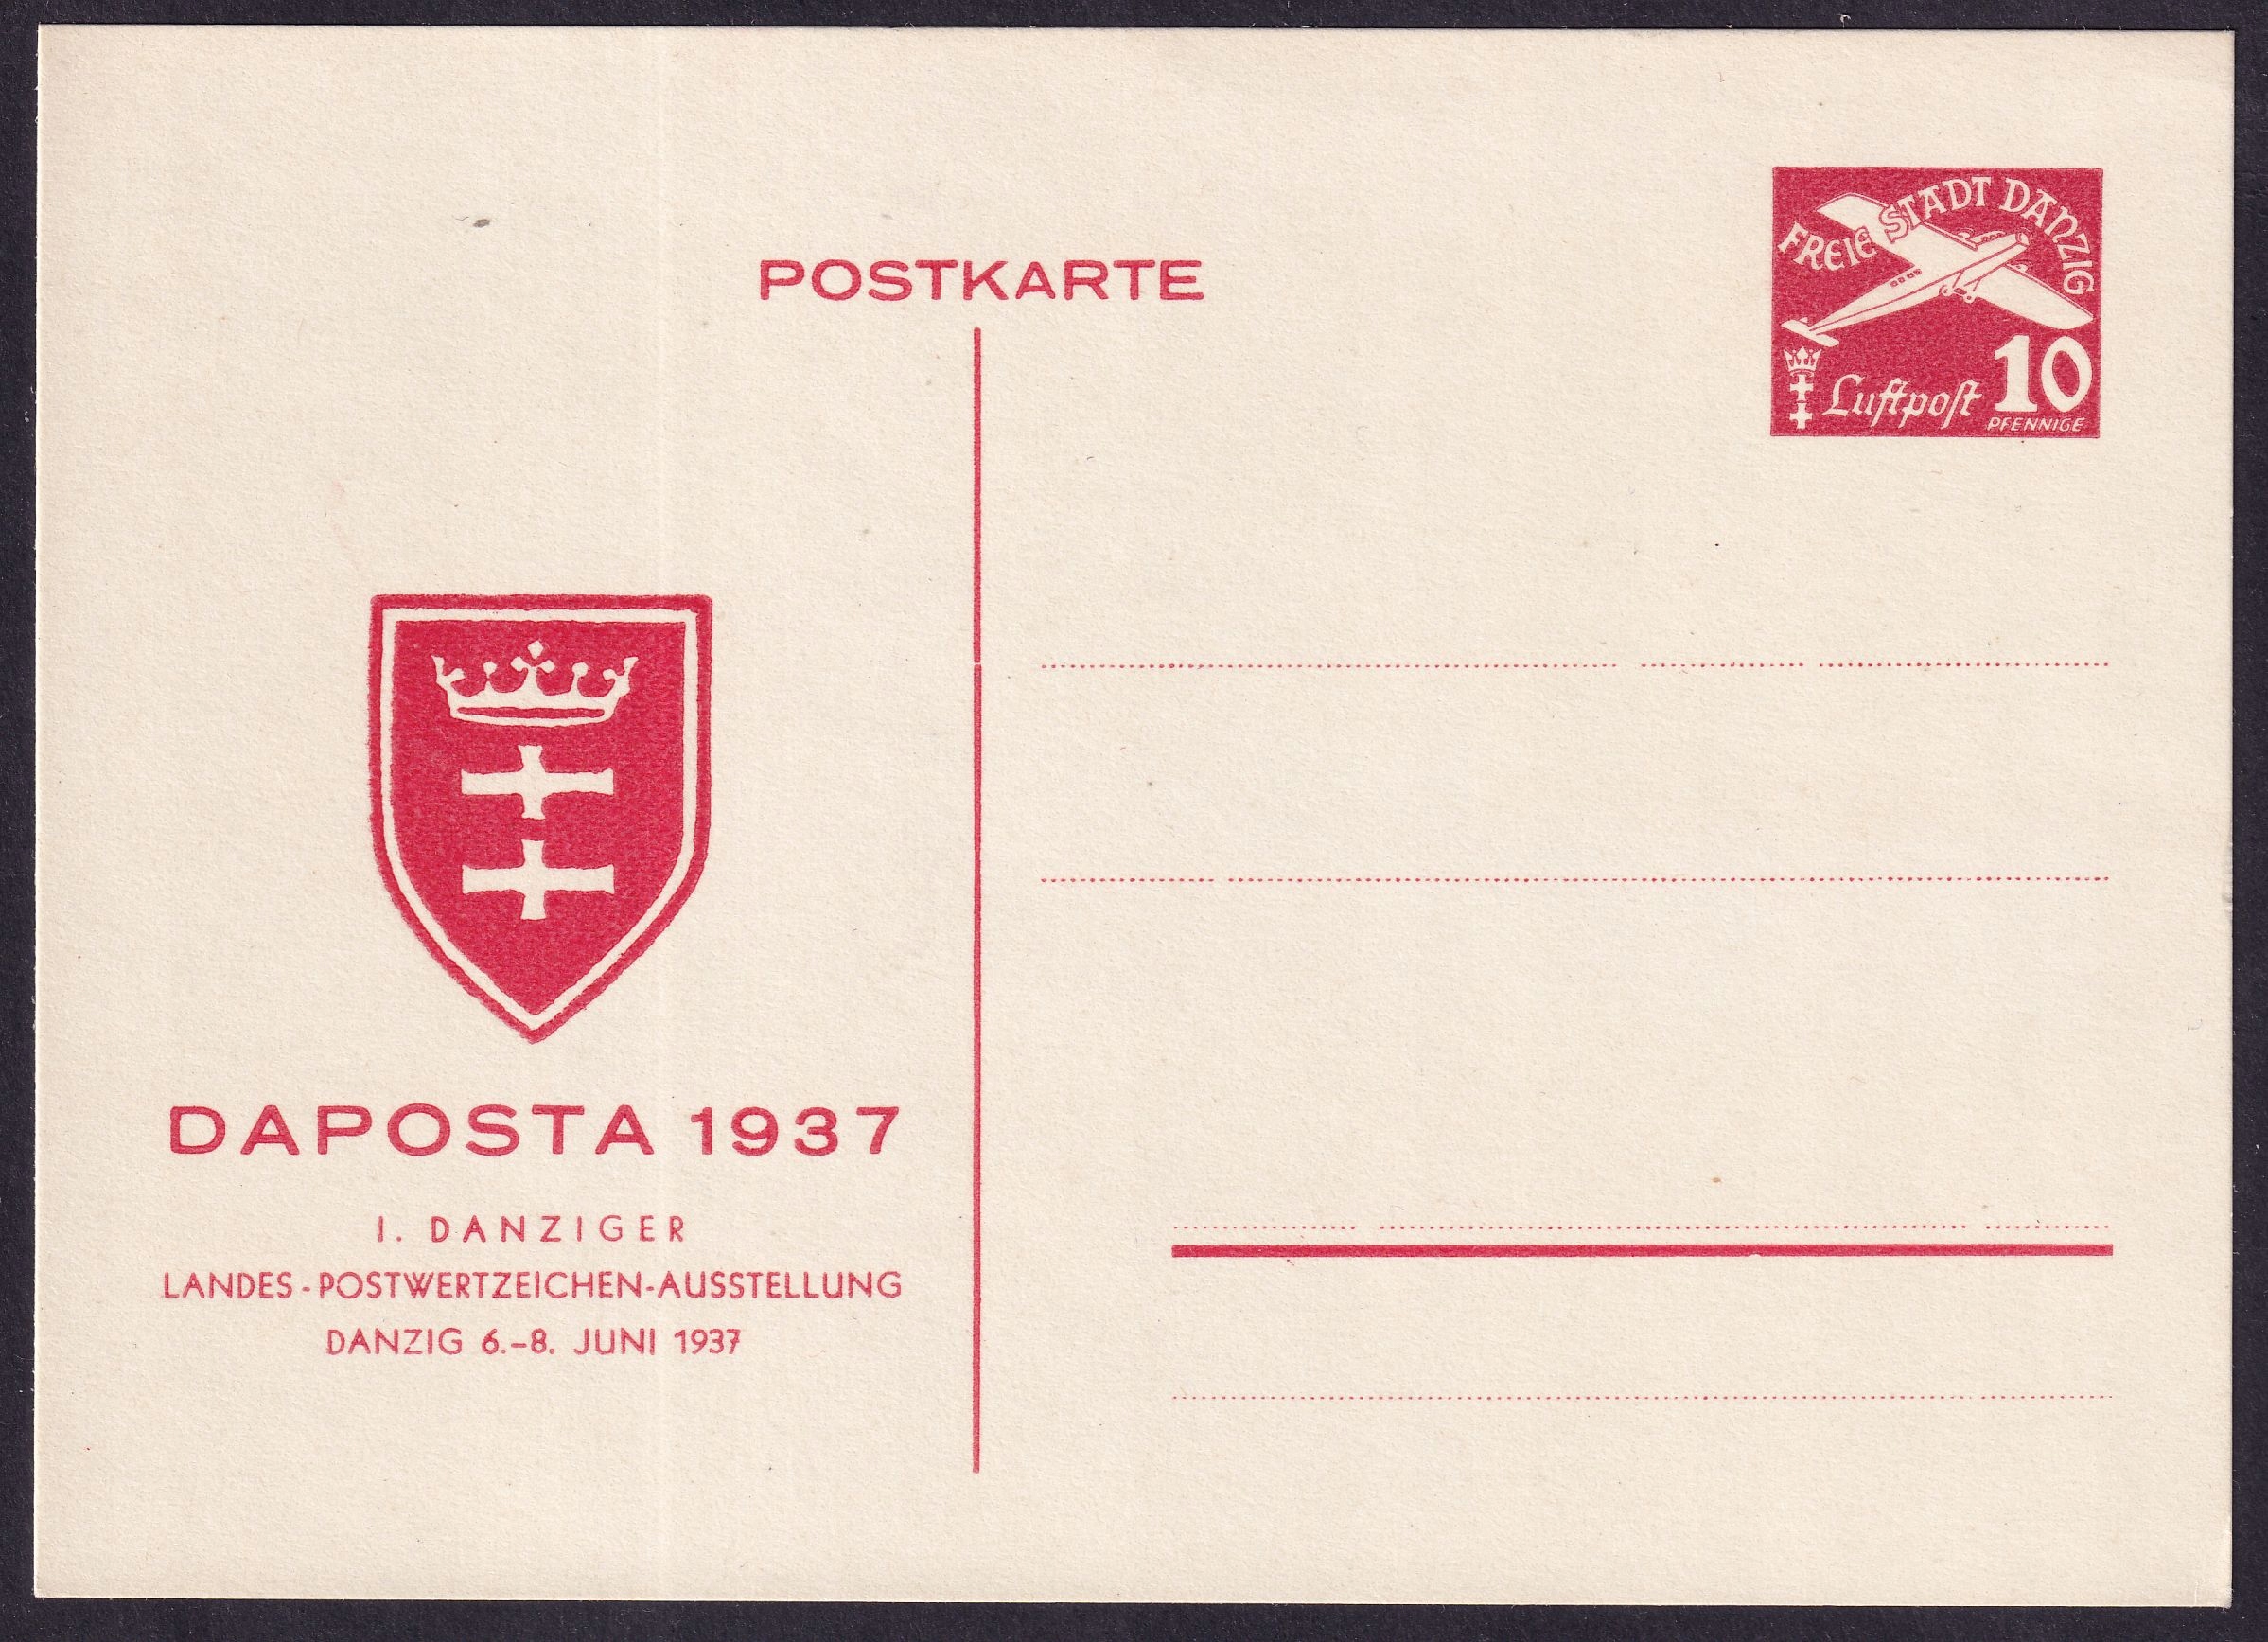 POSTKARTE
FREIE STADT DANZIG
Luftpost 10
PFENNIGE
DAPOSTA 1937
I. DANZIGER
LANDES-POSTWERTZEICHEN-AUSSTELLUNG
DANZIG 6.-8. JUNI 1937